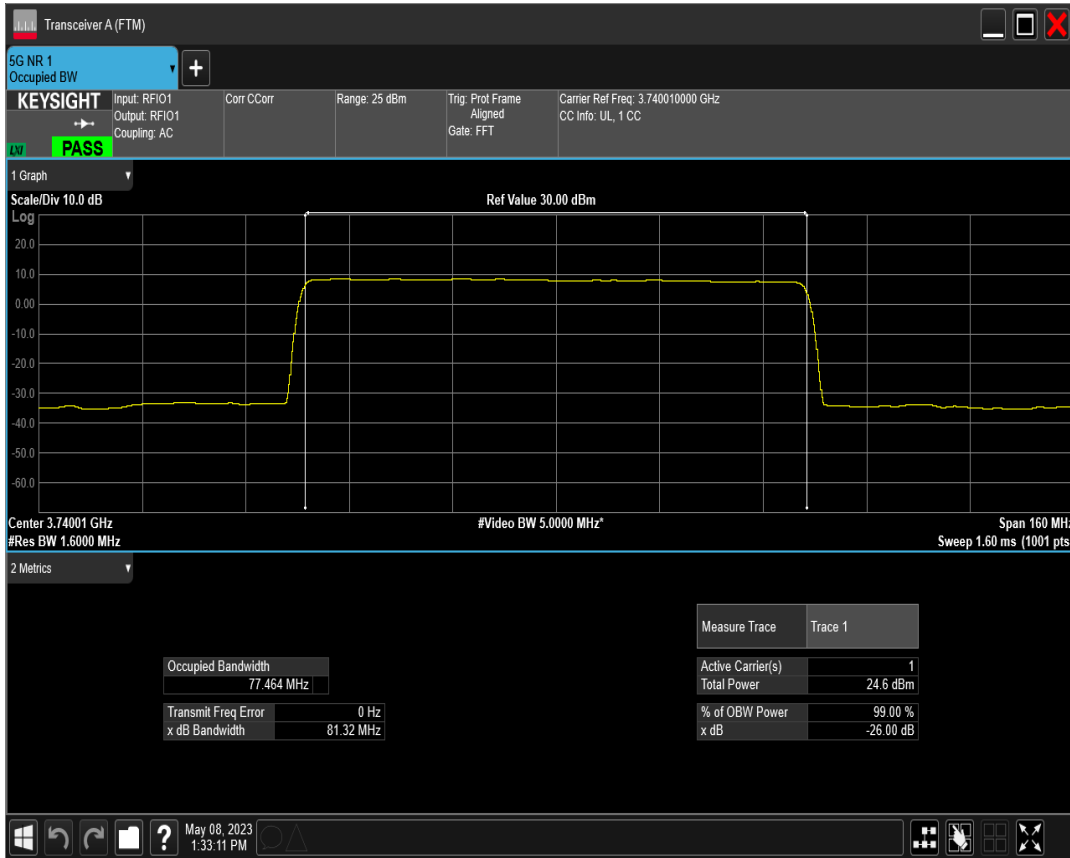 Transceiver A (FTM)
5G NR 1
Occupied BW
+
KEYSIGHT
LXI
PASS
Input: RFIO1
Output: RFIO1
Coupling: AC
Corr CCorr
Range: 25 dBm
Trig: Prot Frame
Aligned
Gate: FFT
Carrier Ref Freq: 3.740010000 GHz
CC Info: UL, 1 CC
1 Graph
Scale/Div 10.0 dB
Ref Value 30.00 dBm
Log
20.0
10.0
0.00
-10.0
-20.0
-30.0
-40.0
-50.0
-60.0
Center 3.74001 GHz
#Video BW 5.0000 MHz*
Span 160 MHz
#Res BW 1.6000 MHz
Sweep 1.60 ms (1001 pts
2 Metrics
Measure Trace Trace 1
Occupied Bandwidth
77.464 MHz
Transmit Freq Error 0 Hz
x dB Bandwidth 81.32 MHz
Active Carrier(s) 1
Total Power 24.6 dBm
% of OBW Power 99.00 %
x dB -26.00 dB
?
May 08, 2023
1:33:11 PM